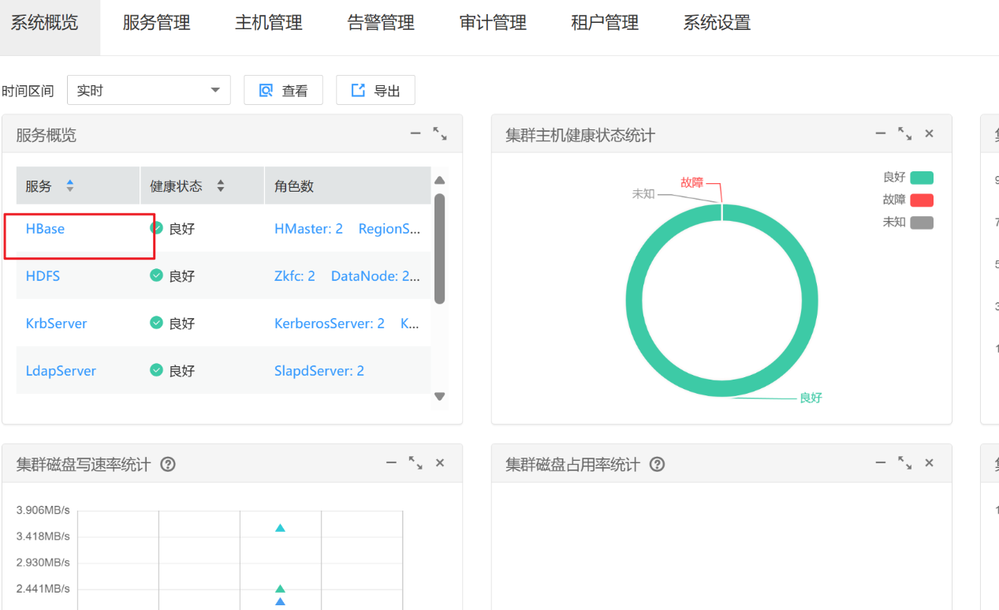 系统概览 服务管理 主机管理 告警管理 审计管理 租户管理 系统设置
时间区间 实时 查看 导出
服务概览
服务 健康状态 角色数
HBase 良好 HMaster: 2 RegionS...
HDFS 良好 Zkfc: 2 DataNode: 2...
KrbServer 良好 KerberosServer: 2 K...
LdapServer 良好 SlapdServer: 2
集群主机健康状态统计
良好
故障
未知
故障
未知
良好
集群磁盘写速率统计
3.906MB/s
3.418MB/s
2.930MB/s
2.441MB/s
集群磁盘占用率统计